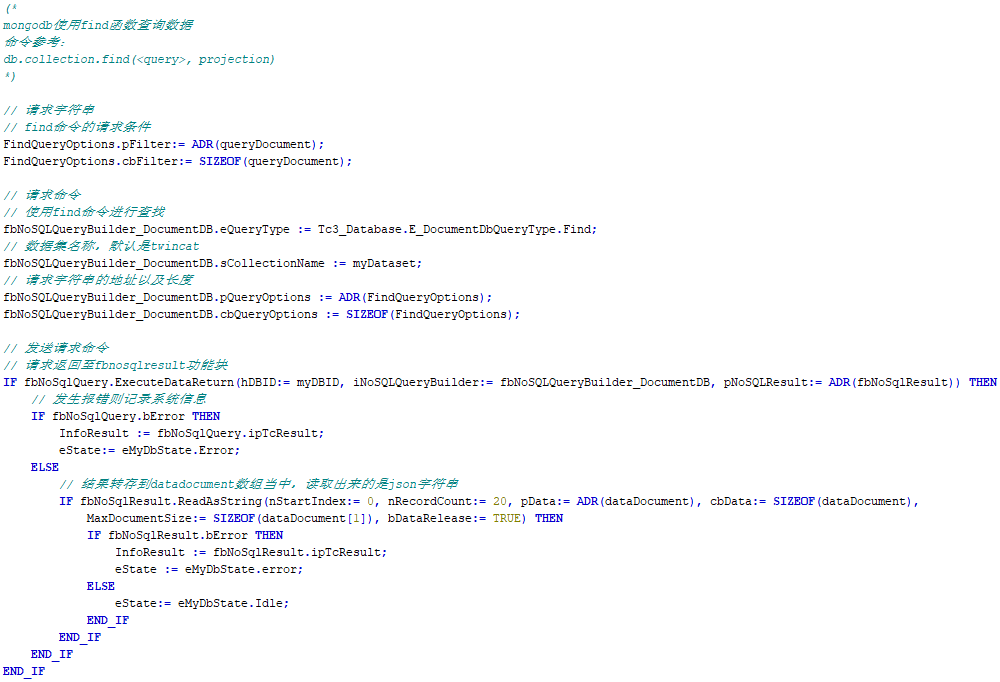 (*
mongodb使用find函数查询数据
命令参考：
db.collection.find(<query>, projection)
*)
// 请求字符串
// find命令的请求条件
FindQueryOptions.pFilter:= ADR(queryDocument);
FindQueryOptions.cbFilter:= SIZEOF(queryDocument);
// 请求命令
// 使用find命令进行查找
fbNoSQLQueryBuilder_DocumentDB.eQueryType := Tc3_Database.E_DocumentDbQueryType.Find;
// 数据集名称，默认是twincat
fbNoSQLQueryBuilder_DocumentDB.sCollectionName := myDataset;
// 请求字符串的地址以及长度
fbNoSQLQueryBuilder_DocumentDB.pQueryOptions := ADR(FindQueryOptions);
fbNoSQLQueryBuilder_DocumentDB.cbQueryOptions := SIZEOF(FindQueryOptions);
// 发送请求命令
// 请求返回至fbnosqlresult功能块
IF fbNoSqlQuery.ExecuteDataReturn(hDBID:= myDBID, iNoSQLQueryBuilder:= fbNoSQLQueryBuilder_DocumentDB, pNoSQLResult:= ADR(fbNoSqlResult)) THEN
// 发生报错则记录系统信息
IF fbNoSqlQuery.bError THEN
InfoResult := fbNoSqlQuery.ipTcResult;
eState:= eMyDbState.Error;
ELSE
// 结果转存到datadocument数组当中，读取出来的是json字符串
IF fbNoSqlResult.ReadAsString(nStartIndex:= 0, nRecordCount:= 20, pData:= ADR(dataDocument), cbData:= SIZEOF(dataDocument),
MaxDocumentSize:= SIZEOF(dataDocument[1]), bDataRelease:= TRUE) THEN
IF fbNoSqlResult.bError THEN
InfoResult := fbNoSqlResult.ipTcResult;
eState := eMyDbState.error;
ELSE
eState:= eMyDbState.Idle;
END_IF
END_IF
END_IF
END_IF